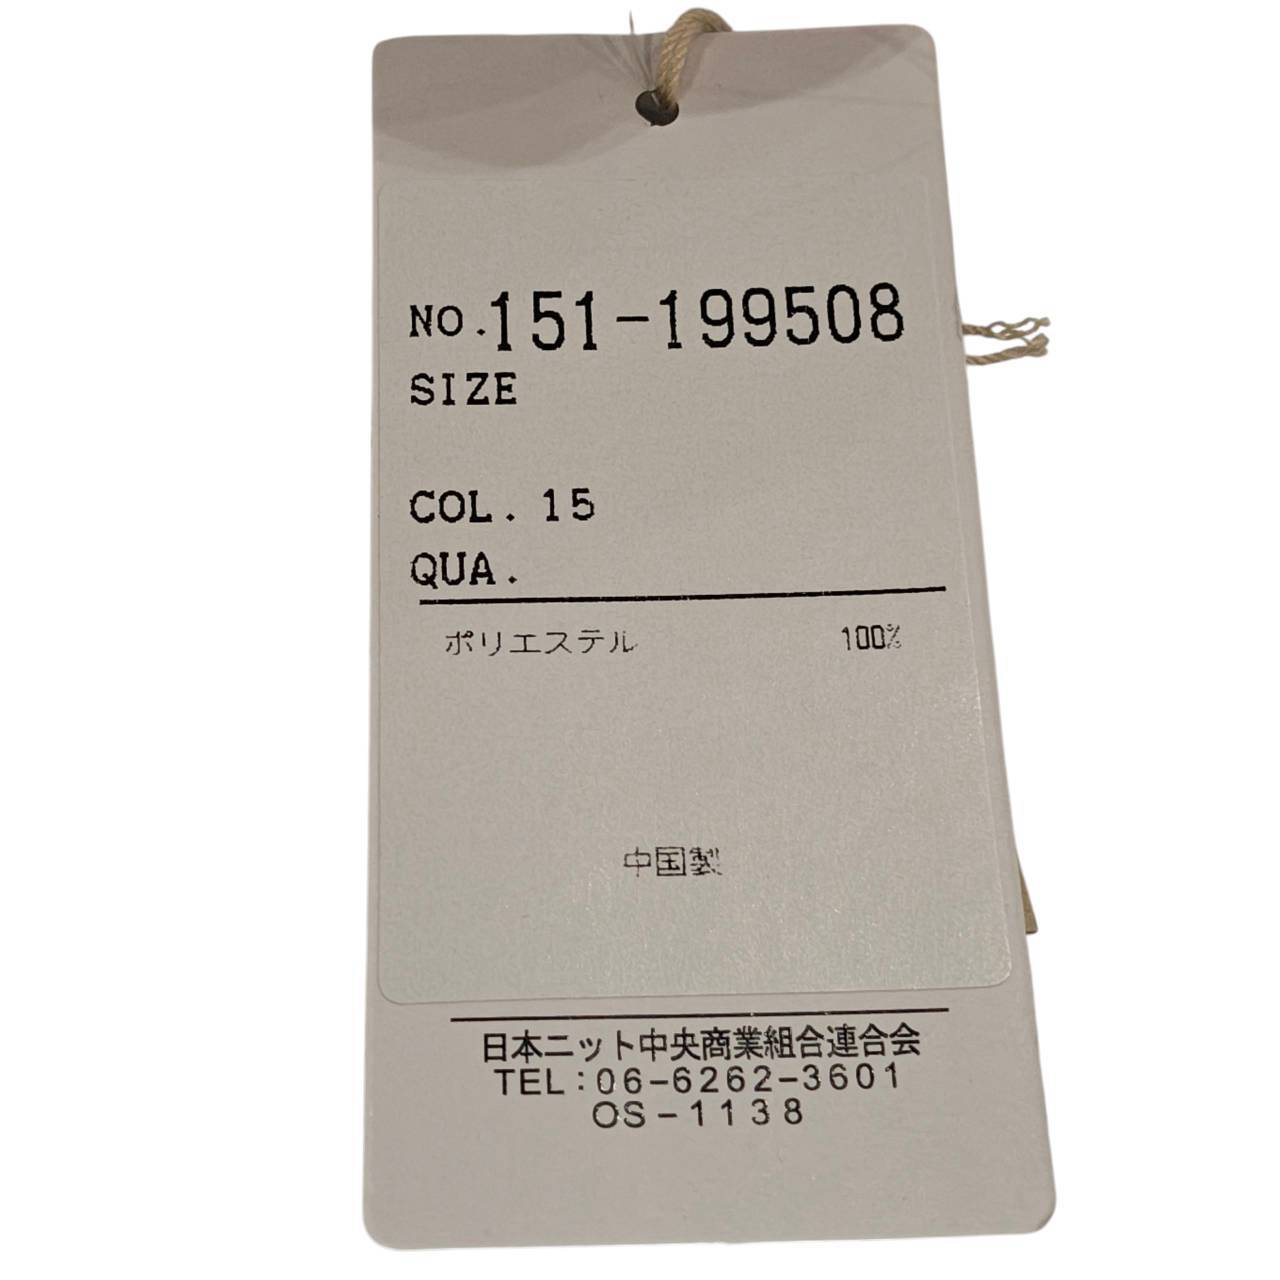 NO.151-199508
SIZE
COL. 15
QUA.
ポリエステル 100%
中国製
日本ニット中央商業組合連合会
TEL:06-6262-3601
OS-1138